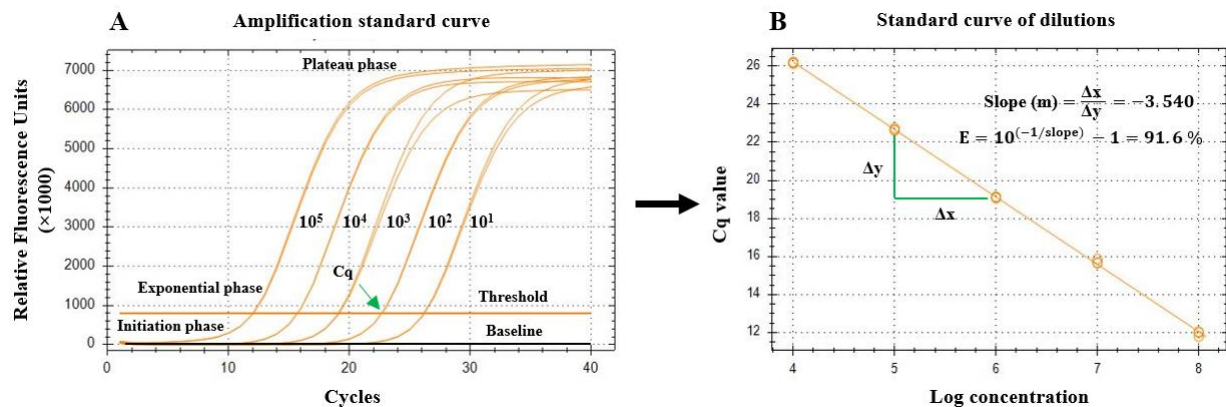 A
Amplification standard curve
Relative Fluorescence Units
(×1000)
7000
6000
5000
4000
3000
2000
1000
0
Plateau phase
10⁵
10⁴
10³
10²
10¹
Cq
Exponential phase
Threshold
Initiation phase
Baseline
0
10
20
30
40
Cycles
B
Standard curve of dilutions
Cq value
26
24
22
20
18
16
14
12
Slope (m) = Δx/Δy = −3.540
E = 10^(−1/slope) − 1 = 91.6 %
Δy
Δx
4
5
6
7
8
Log concentration